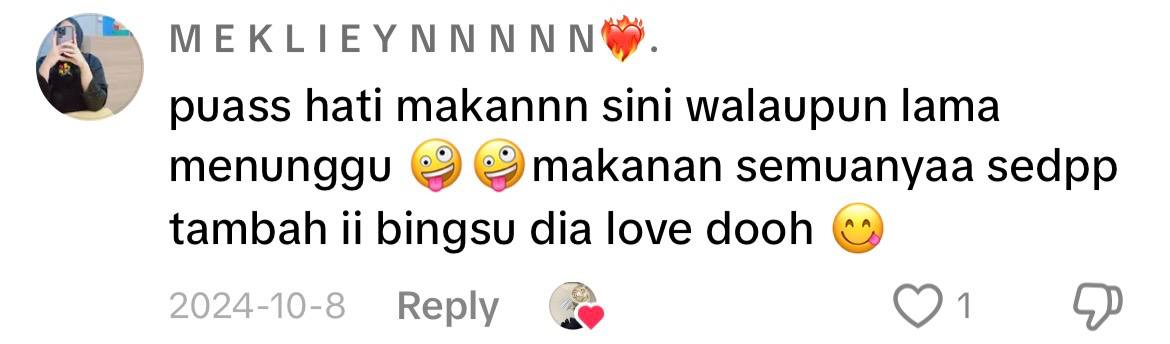 M E K L I E Y N N N N N❤️‍🔥.
puass hati makannn sini walaupun lama
menunggu 🤪🤪makanan semuanyaa sedpp
tambah ii bingsu dia love dooh 😋
2024-10-8 Reply 1